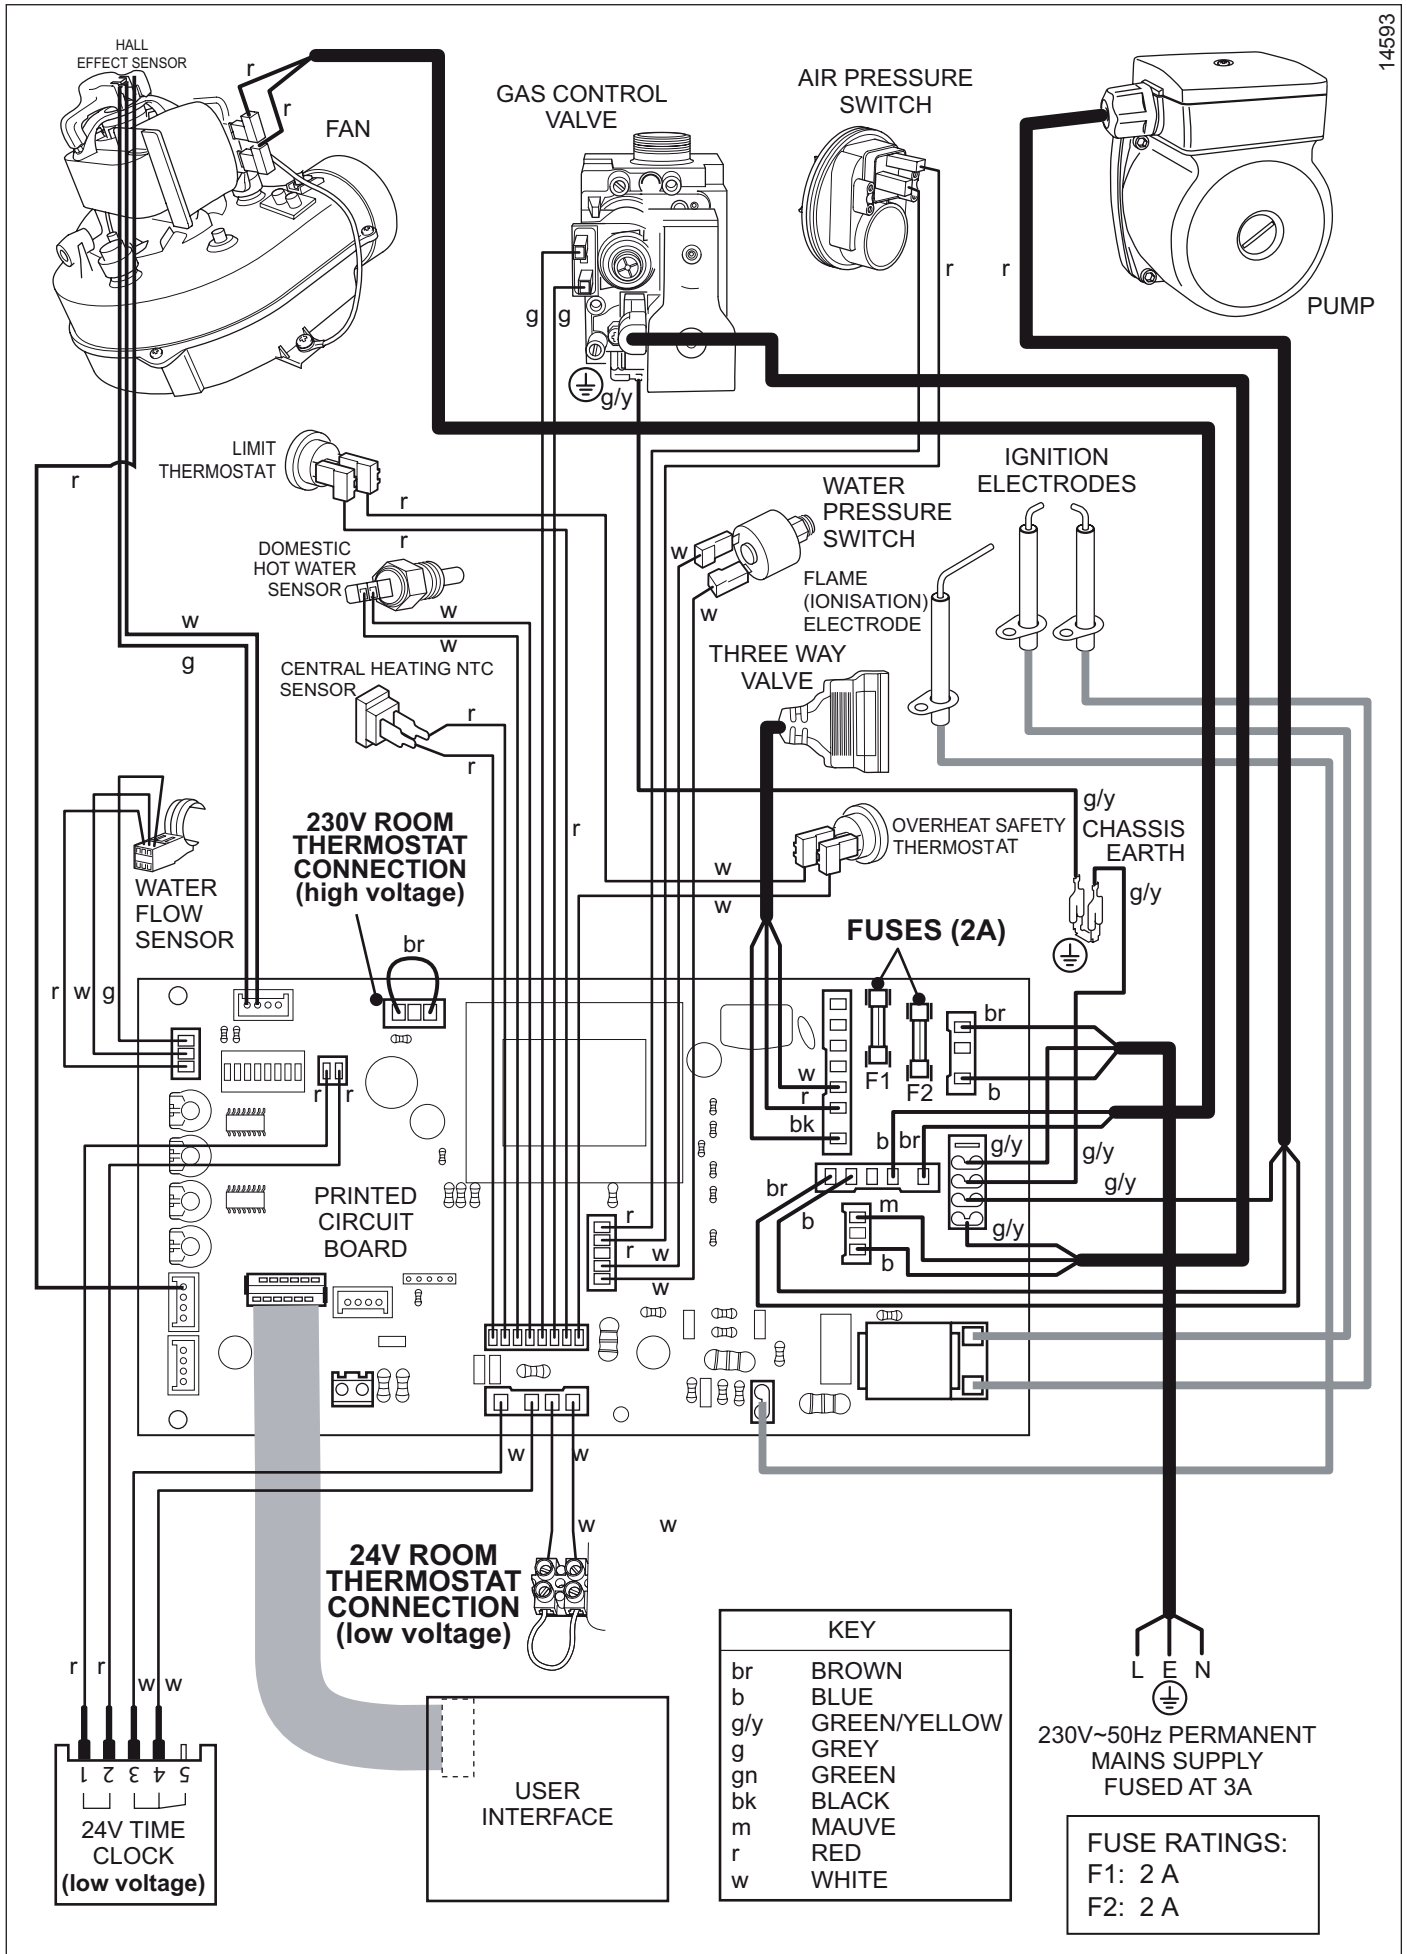 14593
HALL
EFFECT SENSOR
r
r
FAN
GAS CONTROL
VALVE
AIR PRESSURE
SWITCH
r
r
PUMP
g
g
g/y
LIMIT
THERMOSTAT
r
r
r
WATER
PRESSURE
SWITCH
IGNITION
ELECTRODES
w
w
DOMESTIC
HOT WATER
SENSOR
w
w
FLAME
(IONISATION)
ELECTRODE
w
g
CENTRAL HEATING NTC
SENSOR
r
r
THREE WAY
VALVE
r
230V ROOM
THERMOSTAT
CONNECTION
(high voltage)
OVERHEAT SAFETY
THERMOSTAT
w
w
g/y
CHASSIS
EARTH
g/y
WATER
FLOW
SENSOR
r
w
g
br
FUSES (2A)
F1
F2
br
b
w
r
bk
b
br
g/y
g/y
g/y
g/y
br
b
m
b
r
r
PRINTED
CIRCUIT
BOARD
r
r
w
w
w
w
w
w
24V ROOM
THERMOSTAT
CONNECTION
(low voltage)
r
r
w
w
1 2 3 4 5
24V TIME
CLOCK
(low voltage)
USER
INTERFACE
KEY
br BROWN
b BLUE
g/y GREEN/YELLOW
g GREY
gn GREEN
bk BLACK
m MAUVE
r RED
w WHITE
L E N
230V~50Hz PERMANENT
MAINS SUPPLY
FUSED AT 3A
FUSE RATINGS:
F1: 2 A
F2: 2 A